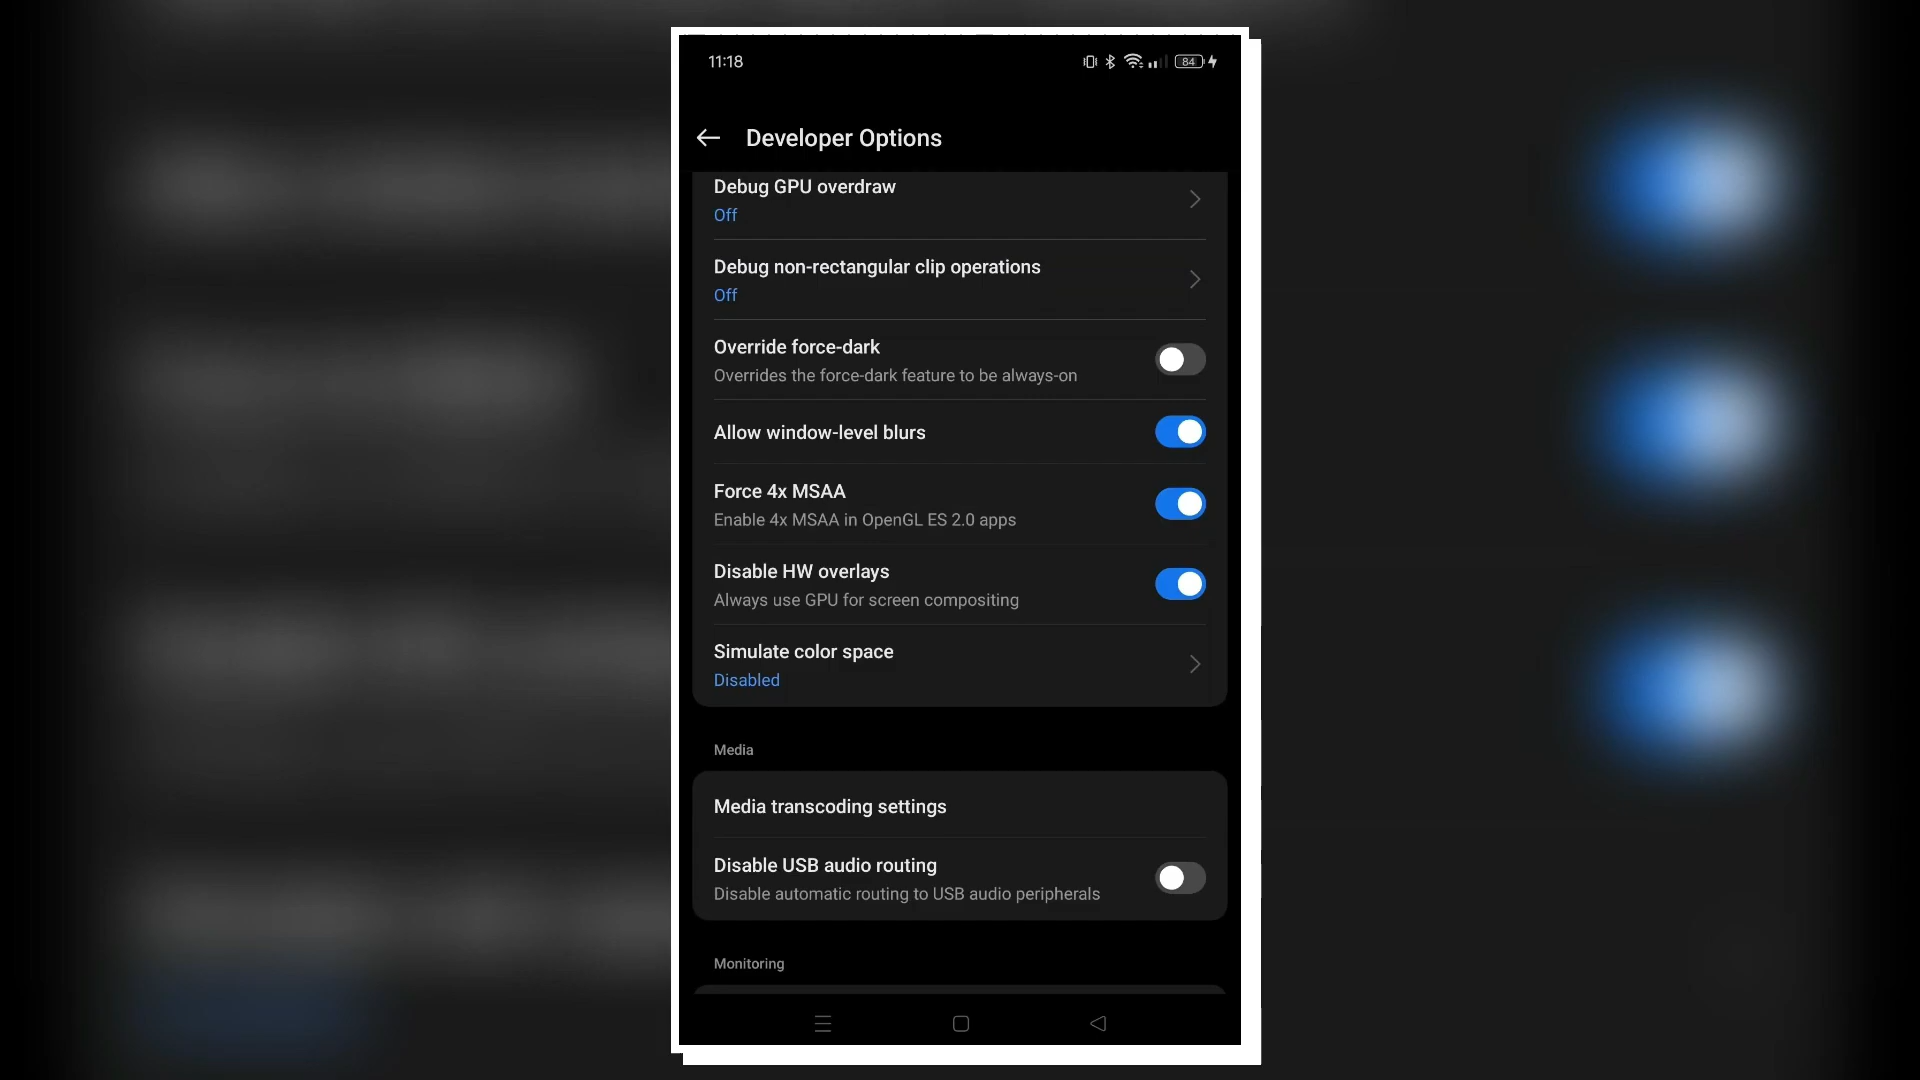 11:18
84
Developer Options
Debug GPU overdraw
Off
Debug non-rectangular clip operations
Off
Override force-dark
Overrides the force-dark feature to be always-on
Allow window-level blurs
Force 4x MSAA
Enable 4x MSAA in OpenGL ES 2.0 apps
Disable HW overlays
Always use GPU for screen compositing
Simulate color space
Disabled
Media
Media transcoding settings
Disable USB audio routing
Disable automatic routing to USB audio peripherals
Monitoring